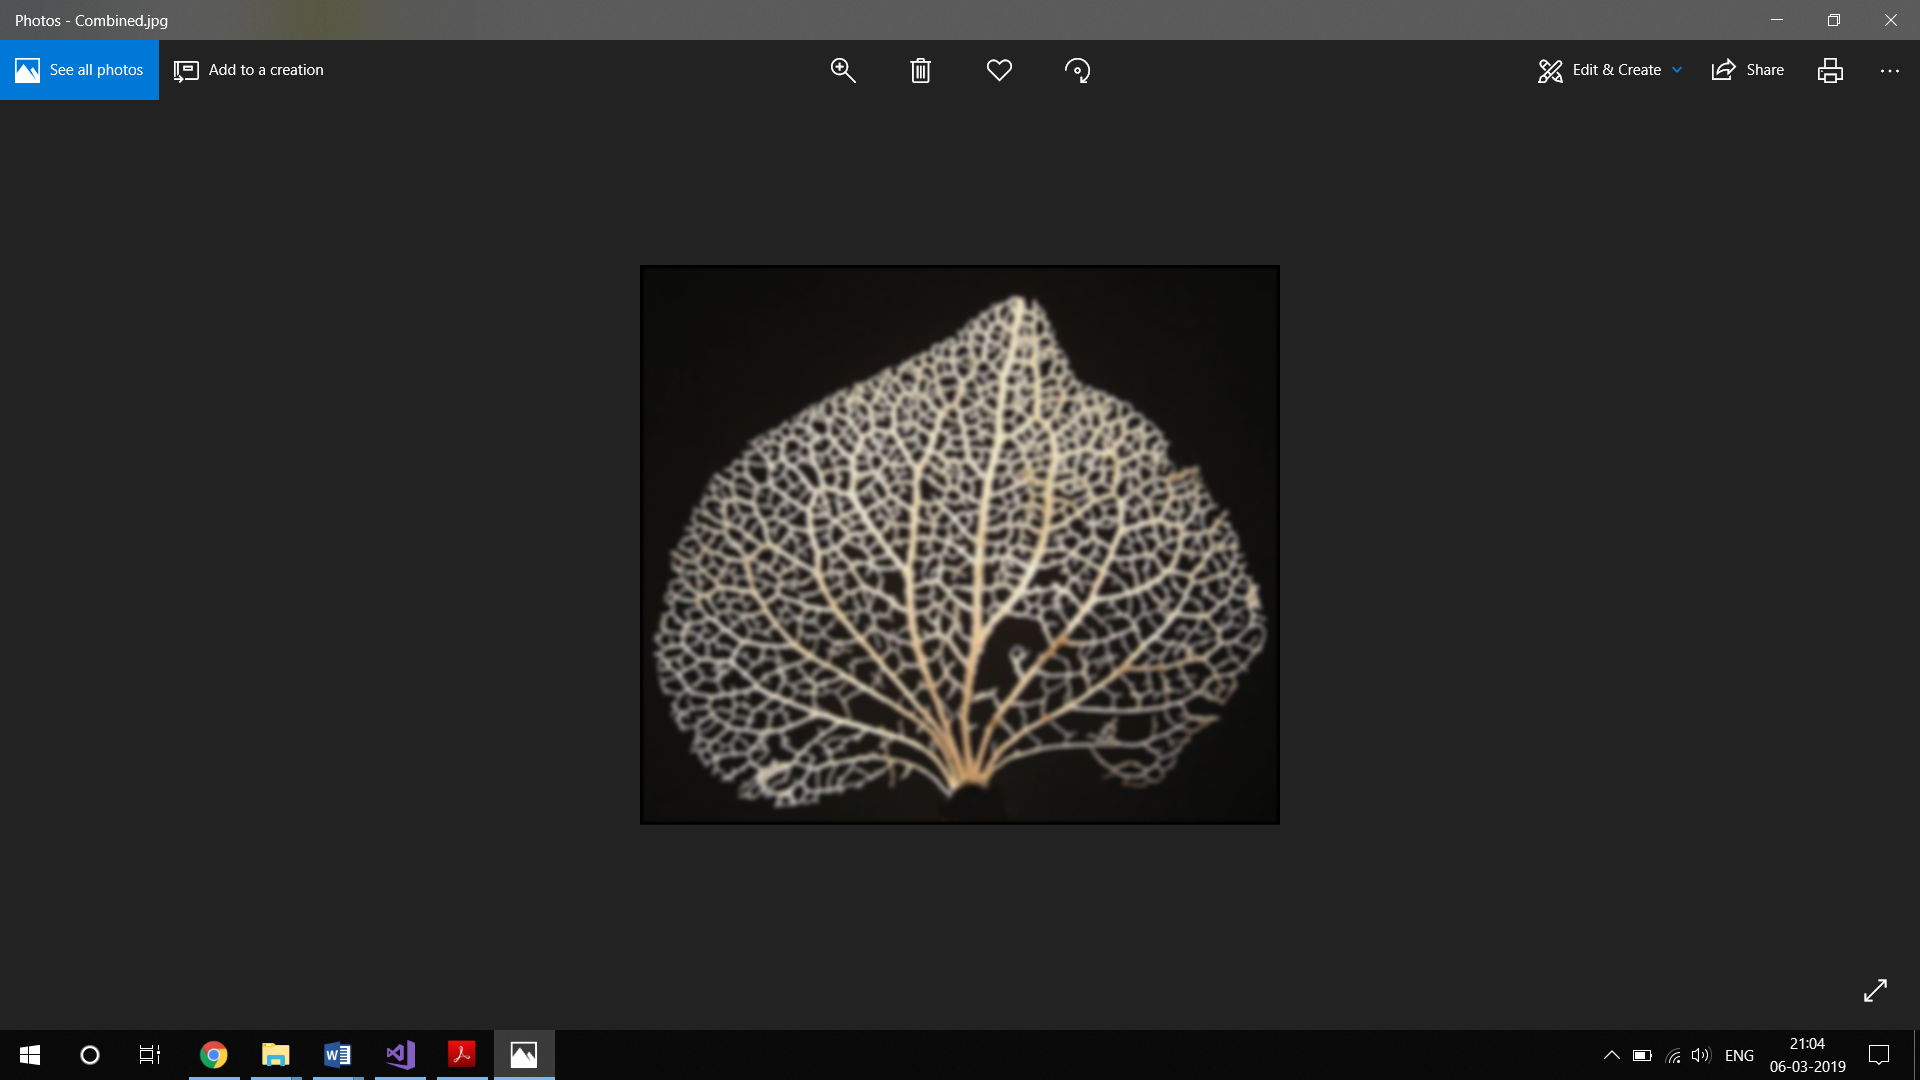 Photos - Combined.jpg
See all photos
Add to a creation
Edit & Create
Share
ENG
21:04
06-03-2019